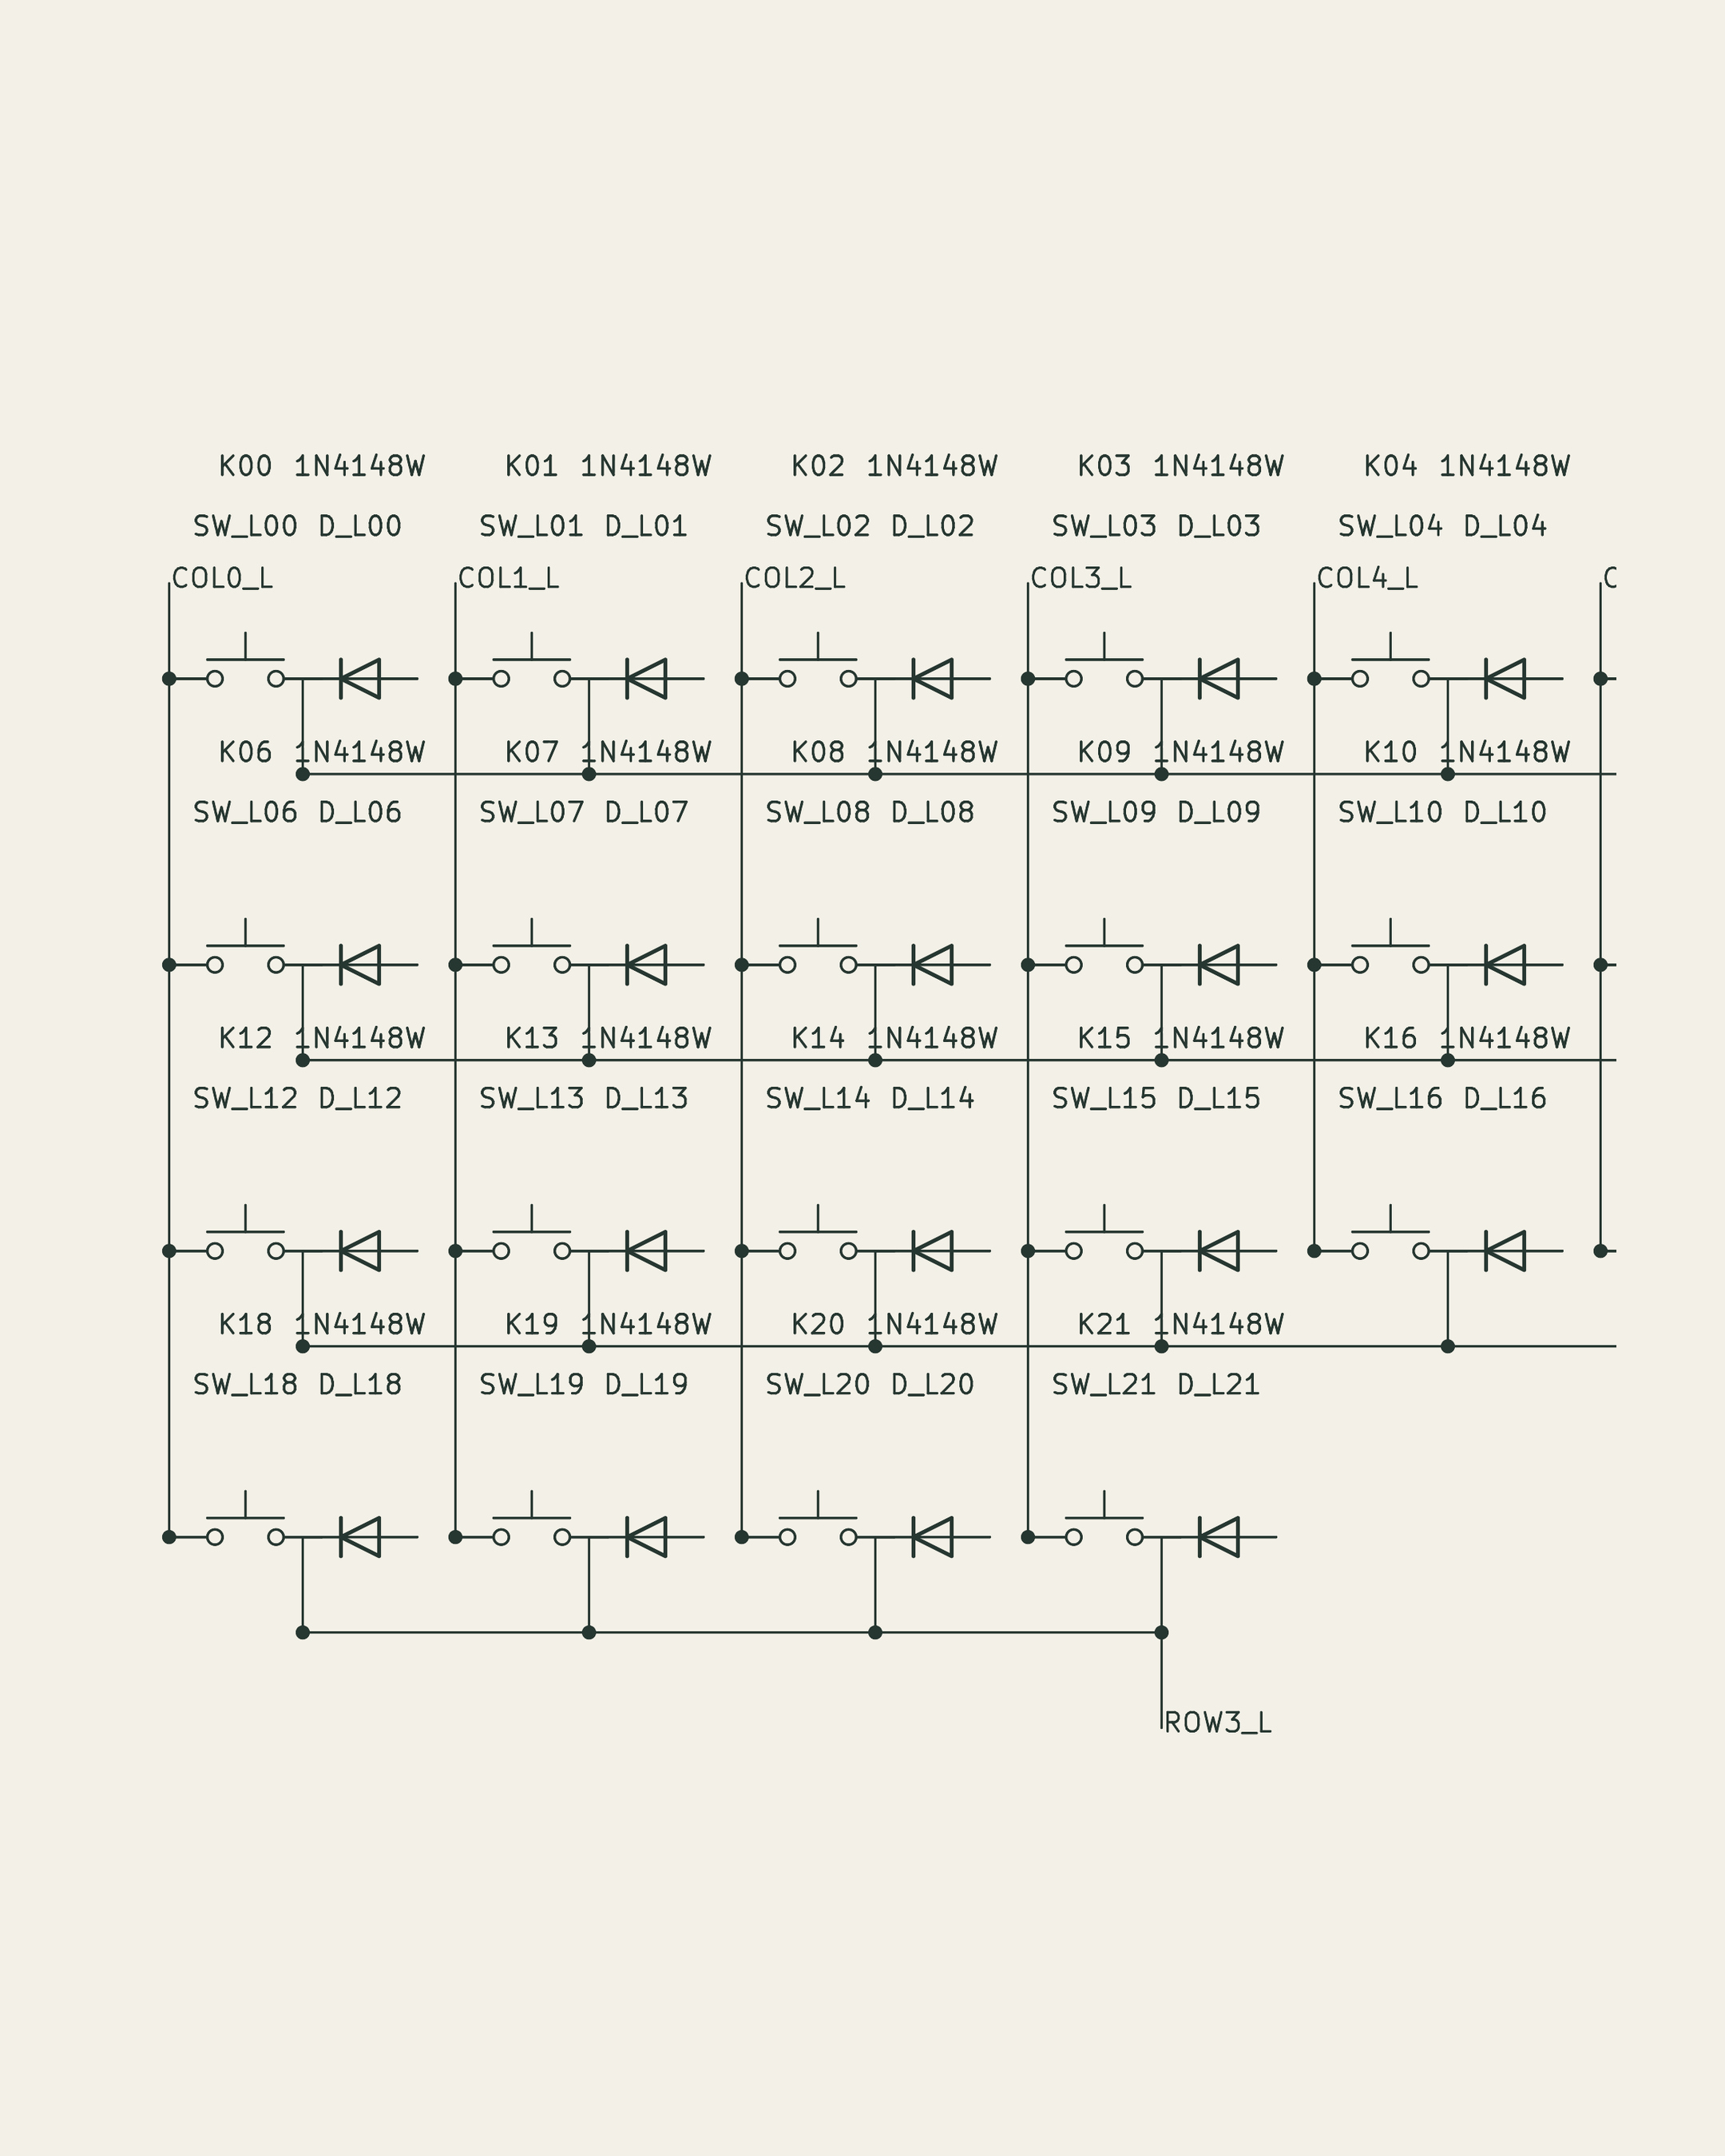 K00 1N4148W K01 1N4148W K02 1N4148W K03 1N4148W K04 1N4148W
SW_L00 D_L00 SW_L01 D_L01 SW_L02 D_L02 SW_L03 D_L03 SW_L04 D_L04
COL0_L COL1_L COL2_L COL3_L COL4_L
K06 1N4148W K07 1N4148W K08 1N4148W K09 1N4148W K10 1N4148W
SW_L06 D_L06 SW_L07 D_L07 SW_L08 D_L08 SW_L09 D_L09 SW_L10 D_L10
K12 1N4148W K13 1N4148W K14 1N4148W K15 1N4148W K16 1N4148W
SW_L12 D_L12 SW_L13 D_L13 SW_L14 D_L14 SW_L15 D_L15 SW_L16 D_L16
K18 1N4148W K19 1N4148W K20 1N4148W K21 1N4148W
SW_L18 D_L18 SW_L19 D_L19 SW_L20 D_L20 SW_L21 D_L21
ROW3_L